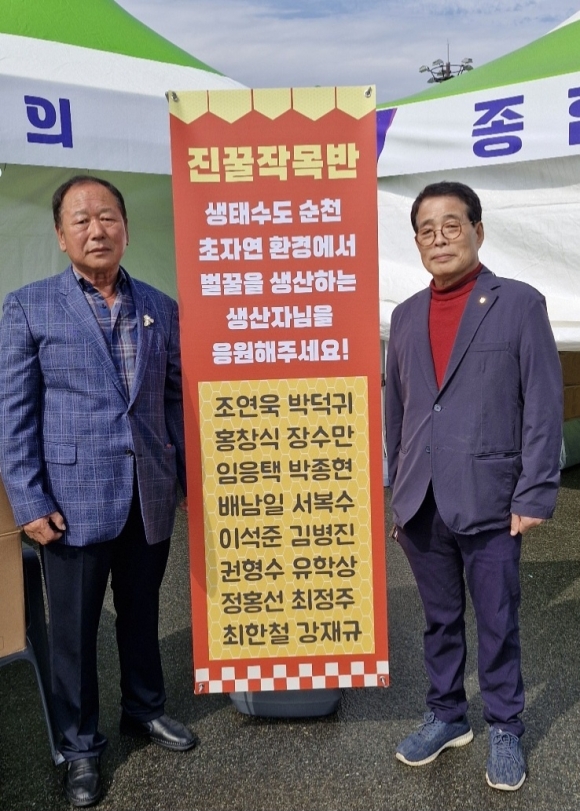 의
종합
진꿀작목반
생태수도 순천
초자연 환경에서
벌꿀을 생산하는
생산자님을
응원해주세요!
조연욱 박덕귀
홍창식 장수만
임응택 박종현
배남일 서복수
이석준 김병진
권형수 유학상
정홍선 최정주
최한철 강재규